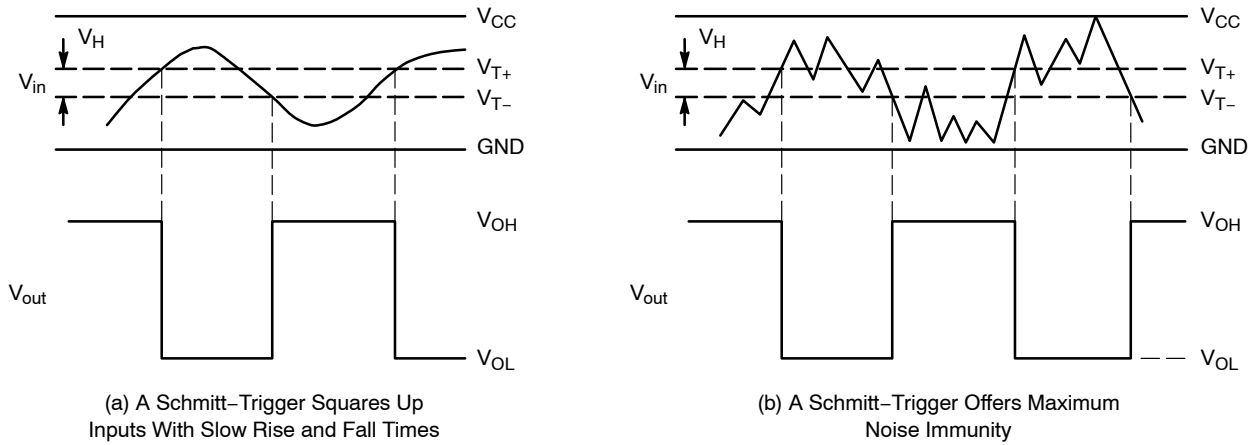 V_CC
V_H
V_in
V_T+
V_T−
GND
V_OH
V_out
V_OL
(a) A Schmitt−Trigger Squares Up
Inputs With Slow Rise and Fall Times
V_CC
V_H
V_in
V_T+
V_T−
GND
V_OH
V_out
V_OL
(b) A Schmitt−Trigger Offers Maximum
Noise Immunity